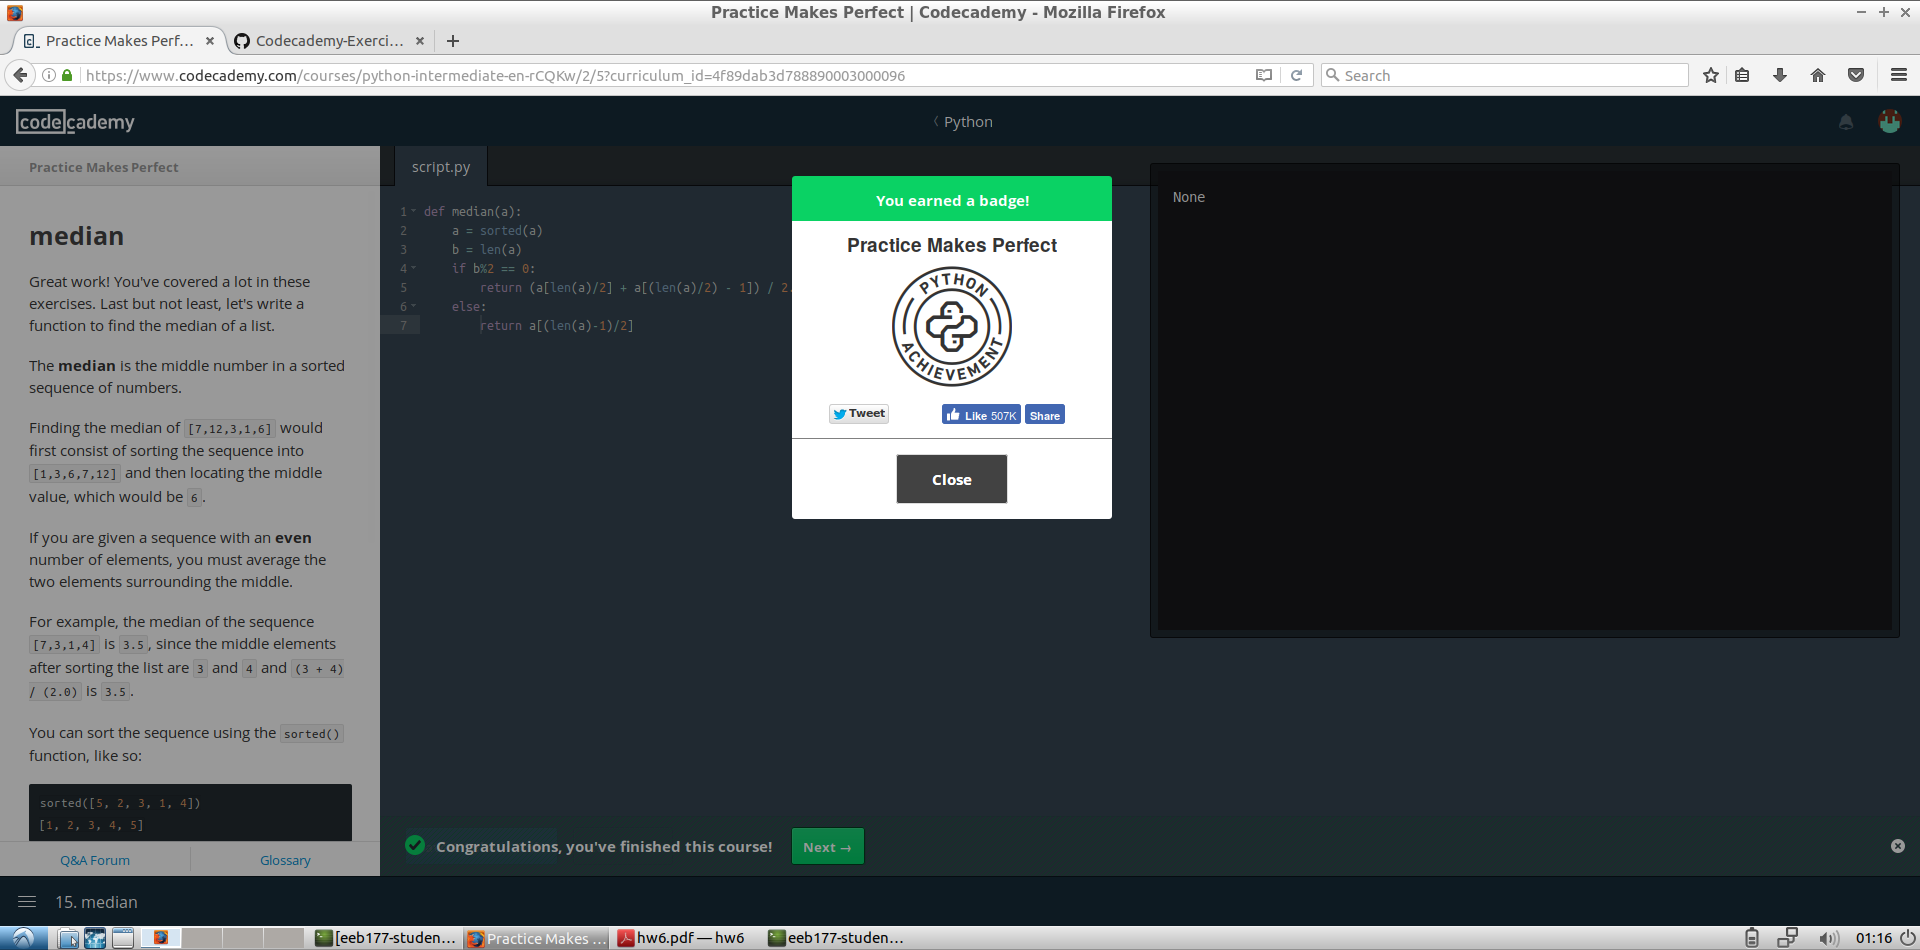 Practice Makes Perfect | Codecademy - Mozilla Firefox
Practice Makes Perf...
Codecademy-Exerci...
https://www.codecademy.com/courses/python-intermediate-en-rCQKw/2/5?curriculum_id=4f89dab3d788890003000096
Search
codecademy
Python
Practice Makes Perfect
script.py
median
Great work! You've covered a lot in these
exercises. Last but not least, let's write a
function to find the median of a list.
The median is the middle number in a sorted
sequence of numbers.
Finding the median of [7,12,3,1,6] would
first consist of sorting the sequence into
[1,3,6,7,12] and then locating the middle
value, which would be 6.
If you are given a sequence with an even
number of elements, you must average the
two elements surrounding the middle.
For example, the median of the sequence
[7,3,1,4] is 3.5, since the middle elements
after sorting the list are 3 and 4 and (3 + 4)
/ (2.0) is 3.5.
You can sort the sequence using the sorted()
function, like so:
sorted([5, 2, 3, 1, 4])
[1, 2, 3, 4, 5]
Q&A Forum
Glossary
1 def median(a):
2 a = sorted(a)
3 b = len(a)
4 if b%2 == 0:
5 return (a[len(a)/2] + a[(len(a)/2) - 1]) / 2.
6 else:
7 return a[(len(a)-1)/2]
You earned a badge!
Practice Makes Perfect
PYTHON
ACHIEVEMENT
Tweet
Like 507K
Share
Close
None
Congratulations, you've finished this course!
Next →
15. median
[eeb177-studen...
Practice Makes ...
hw6.pdf — hw6
eeb177-studen...
01:16